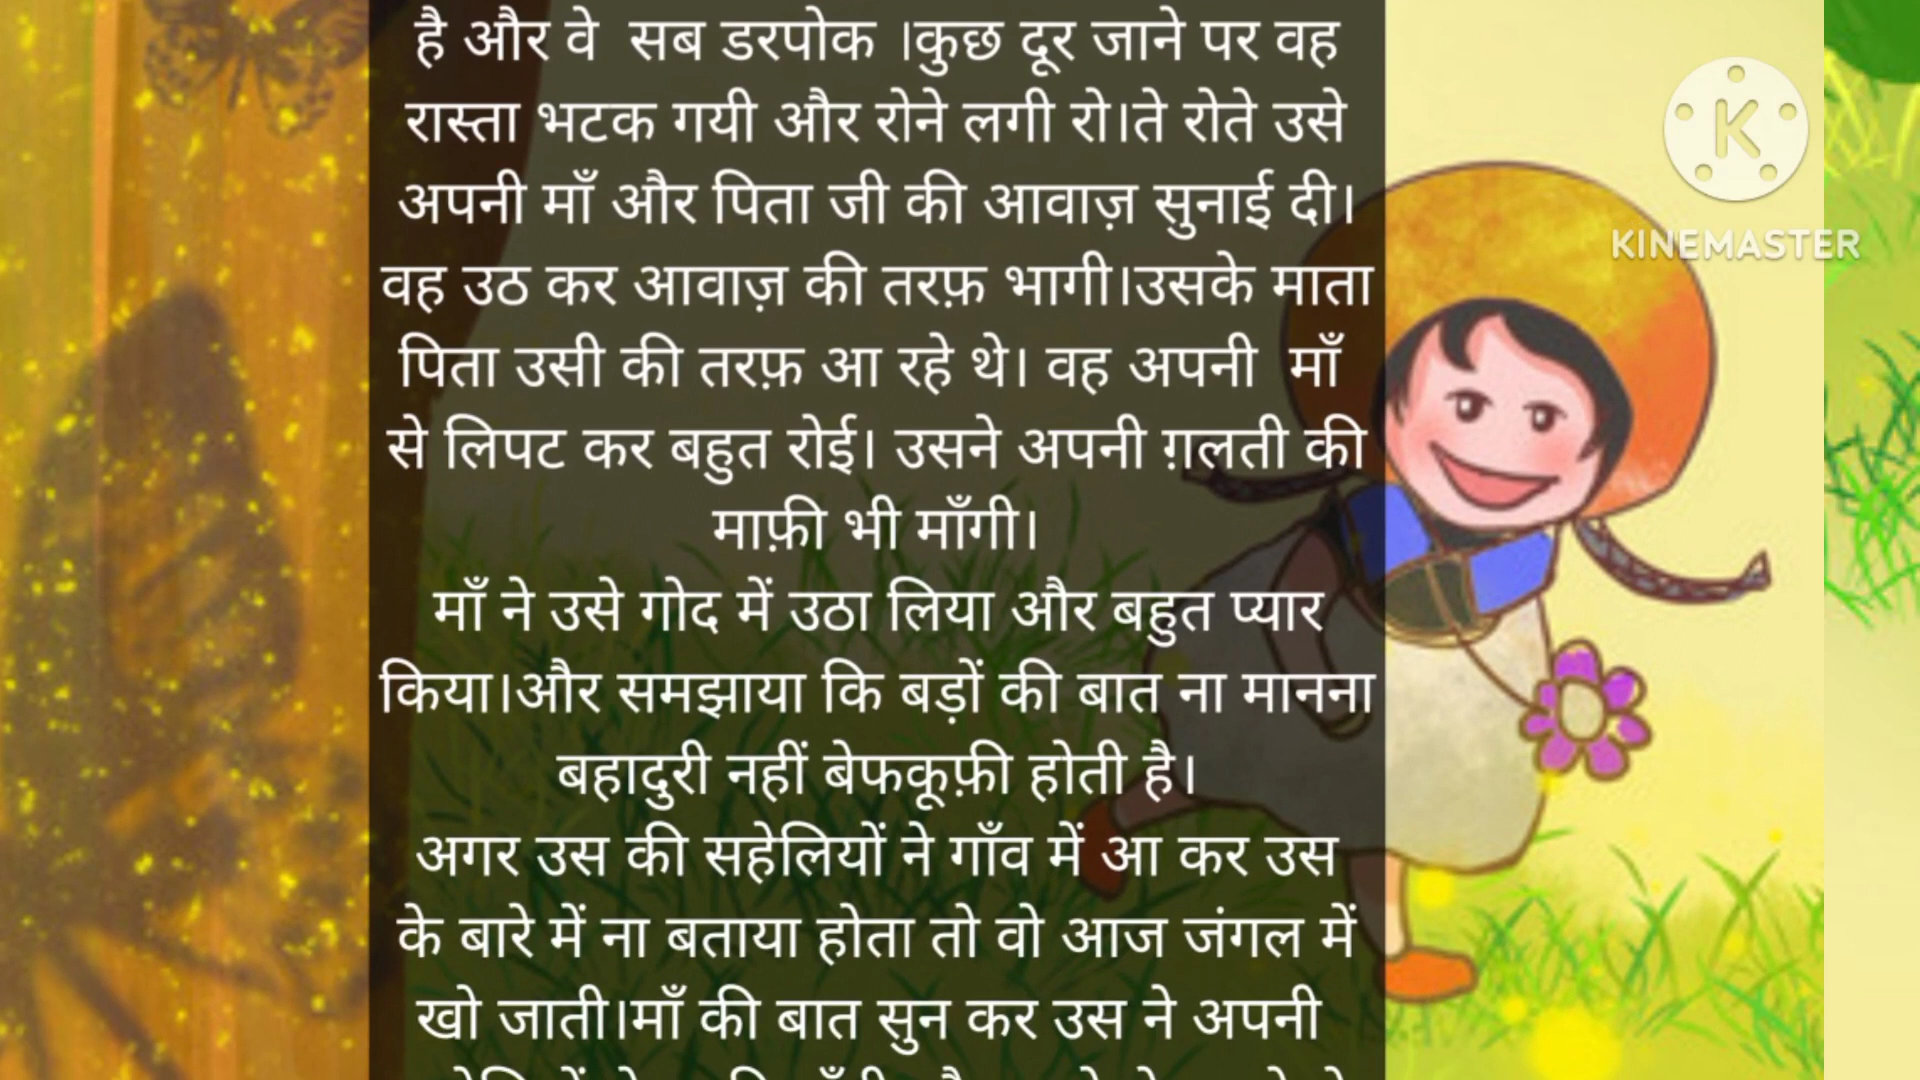 है और वे  सब डरपोक ।कुछ दूर जाने पर वह
रास्ता भटक गयी और रोने लगी रो।ते रोते उसे
अपनी माँ और पिता जी की आवाज़ सुनाई दी।
वह उठ कर आवाज़ की तरफ़ भागी।उसके माता
पिता उसी की तरफ़ आ रहे थे। वह अपनी  माँ
से लिपट कर बहुत रोई। उसने अपनी ग़लती की
माफ़ी भी माँगी।
माँ ने उसे गोद में उठा लिया और बहुत प्यार
किया।और समझाया कि बड़ों की बात ना मानना
बहादुरी नहीं बेफकूफ़ी होती है।
अगर उस की सहेलियों ने गाँव में आ कर उस
के बारे में ना बताया होता तो वो आज जंगल में
खो जाती।माँ की बात सुन कर उस ने अपनी
K
KINEMASTER